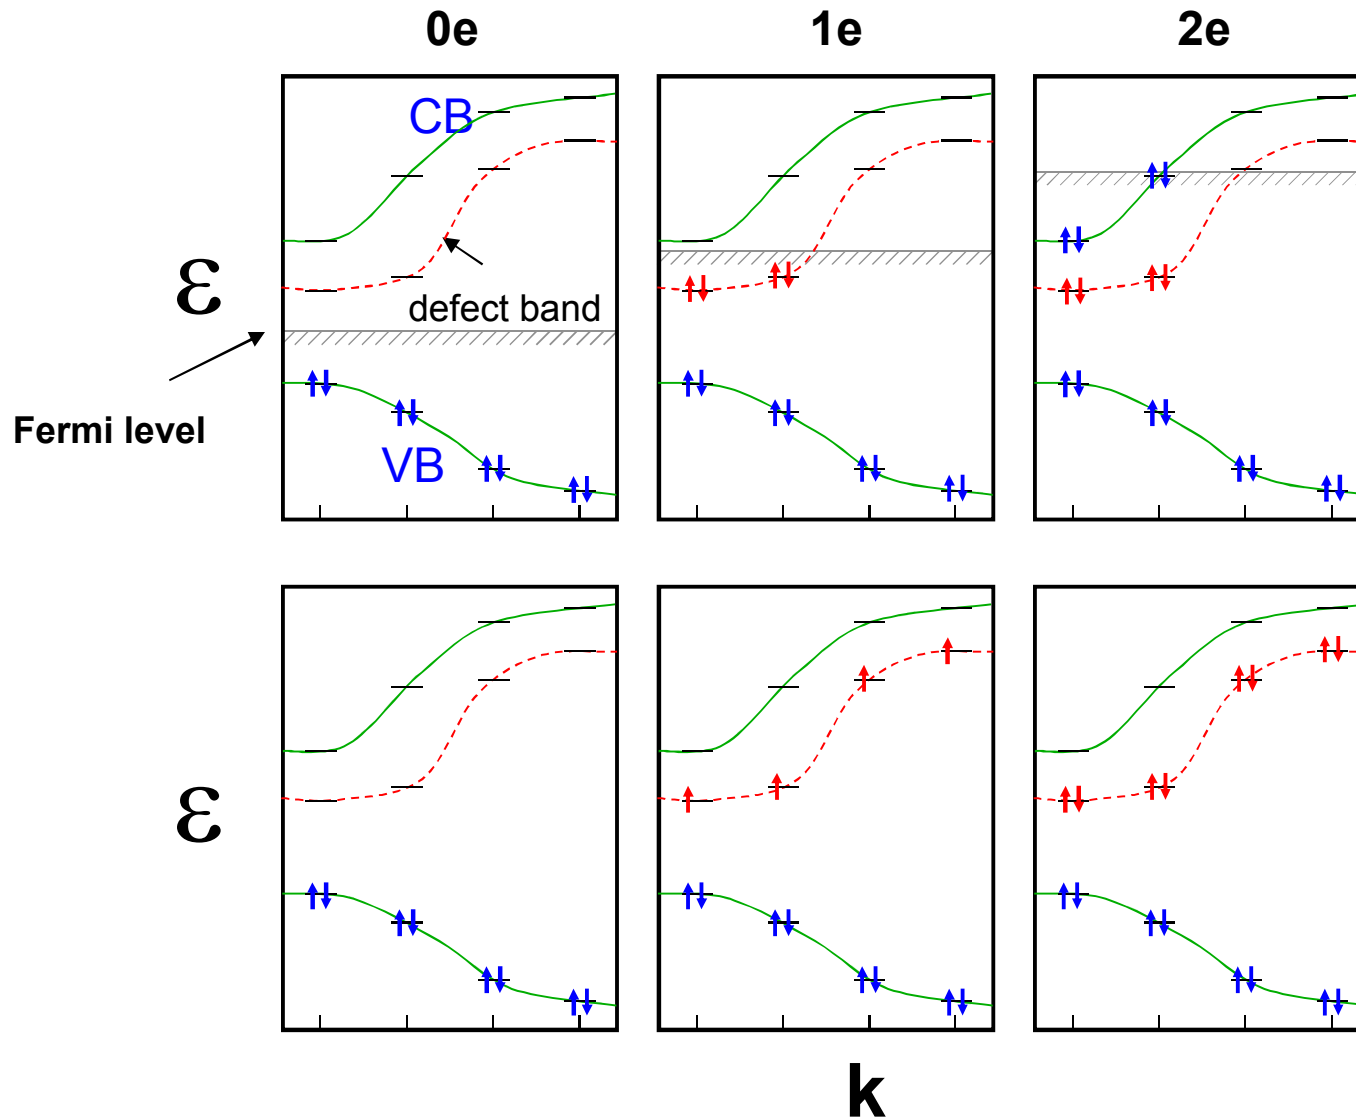 0e 1e 2e
CB
ε
defect band
Fermi level
VB
ε
k